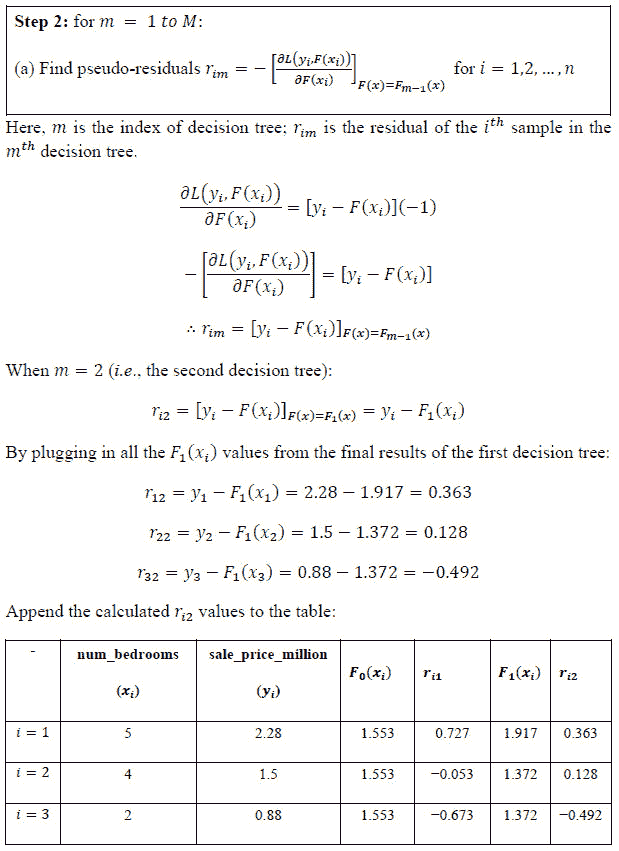 Step 2: for m = 1 to M:
(a) Find pseudo-residuals r_im = − [∂L(y_i,F(x_i))/∂F(x_i)]_F(x)=F_m−1(x) for i = 1,2, … , n
Here, m is the index of decision tree; r_im is the residual of the i^th sample in the
m^th decision tree.
∂L(y_i, F(x_i))/∂F(x_i) = [y_i − F(x_i)](−1)
− [∂L(y_i, F(x_i))/∂F(x_i)] = [y_i − F(x_i)]
∴ r_im = [y_i − F(x_i)]_F(x)=F_m−1(x)
When m = 2 (i.e., the second decision tree):
r_i2 = [y_i − F(x_i)]_F(x)=F_1(x) = y_i − F_1(x_i)
By plugging in all the F_1(x_i) values from the final results of the first decision tree:
r_12 = y_1 − F_1(x_1) = 2.28 − 1.917 = 0.363
r_22 = y_2 − F_1(x_2) = 1.5 − 1.372 = 0.128
r_32 = y_3 − F_1(x_3) = 0.88 − 1.372 = −0.492
Append the calculated r_i2 values to the table:
- num_bedrooms (x_i) sale_price_million (y_i) F_0(x_i) r_i1 F_1(x_i) r_i2
i = 1 5 2.28 1.553 0.727 1.917 0.363
i = 2 4 1.5 1.553 −0.053 1.372 0.128
i = 3 2 0.88 1.553 −0.673 1.372 −0.492